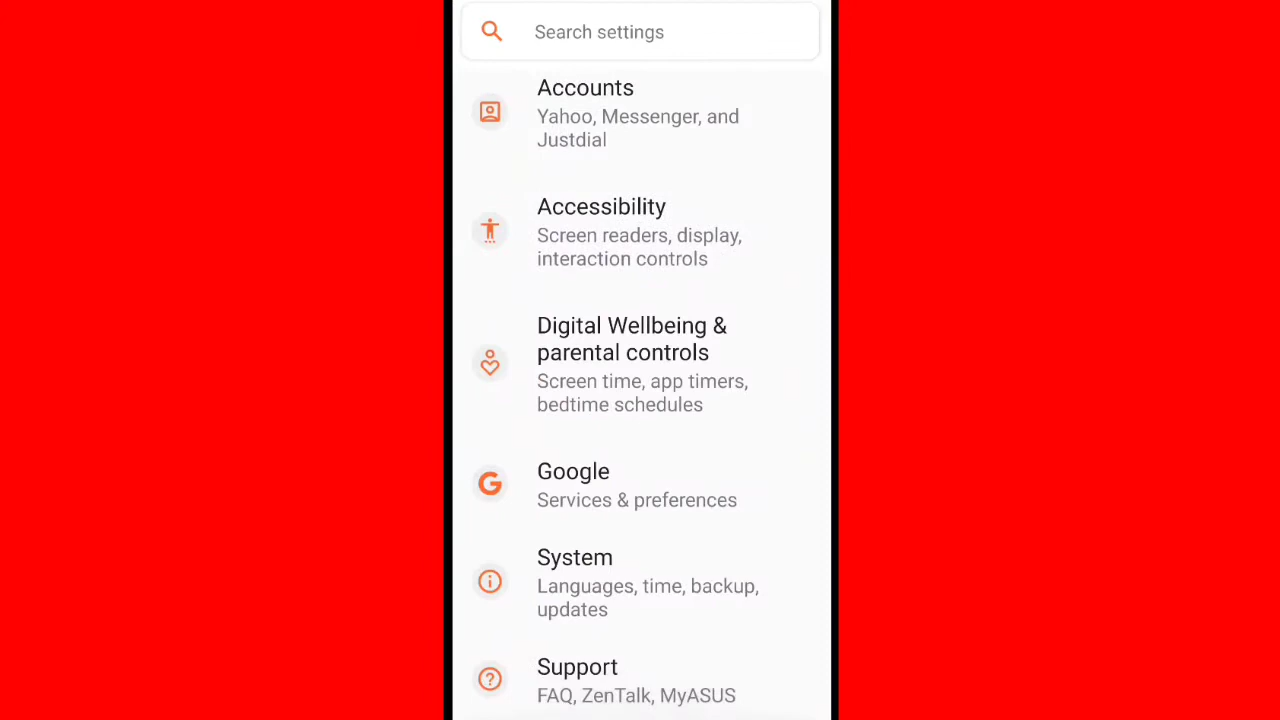 Search settings
Accounts
Yahoo, Messenger, and
Justdial
Accessibility
Screen readers, display,
interaction controls
Digital Wellbeing &
parental controls
Screen time, app timers,
bedtime schedules
Google
Services & preferences
System
Languages, time, backup,
updates
Support
FAQ, ZenTalk, MyASUS